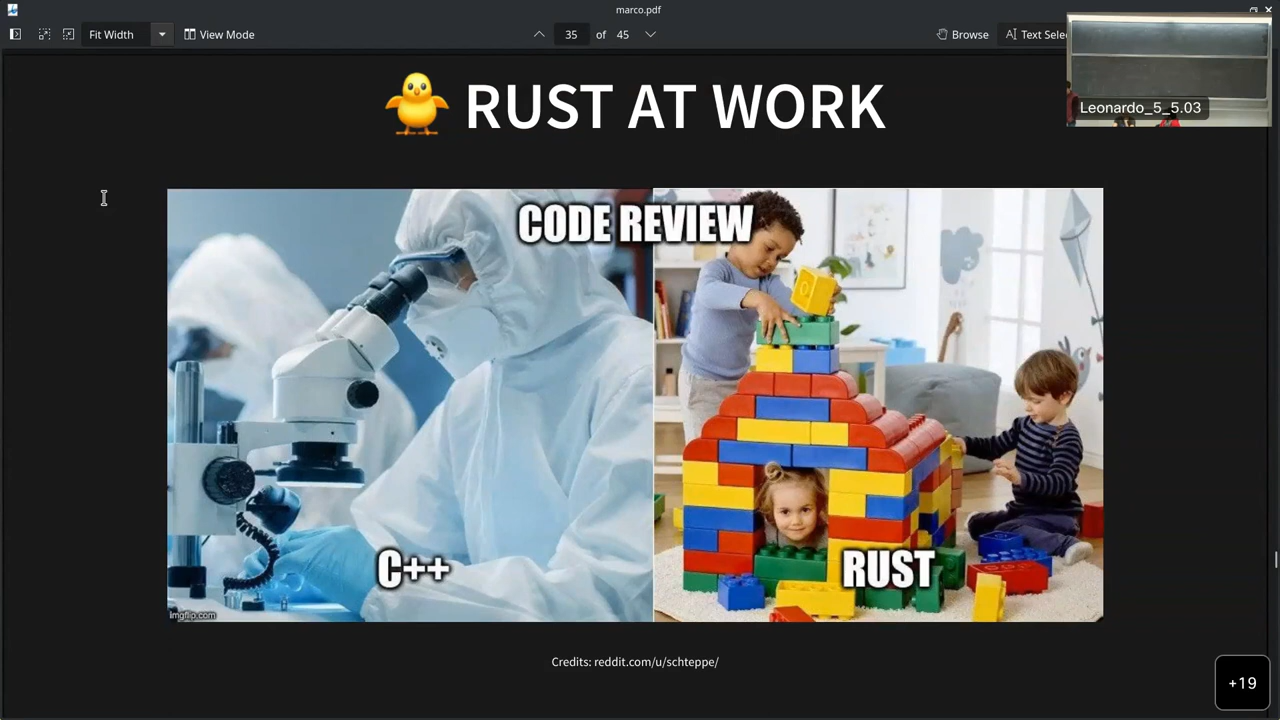 marco.pdf
Fit Width
View Mode
35 of 45
Browse
Text Selec
Leonardo_5_5.03
RUST AT WORK
CODE REVIEW
C++
RUST
imgflip.com
Credits: reddit.com/u/schteppe/
+19